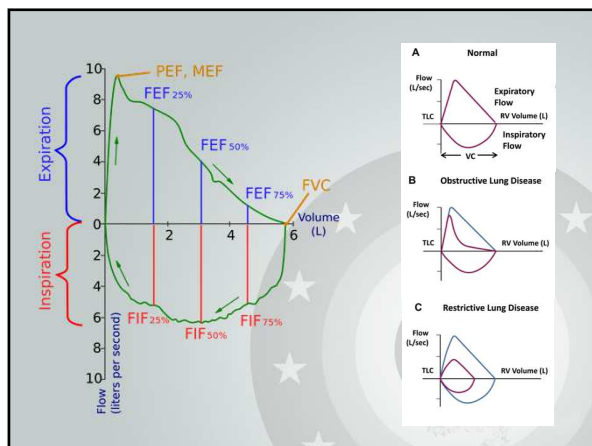 10
PEF, MEF
8
FEF25%
6
FEF50%
4
2
FEF75%
FVC
0
2
4
6
Volume
(L)
2
4
6
FIF25%
FIF50%
FIF75%
8
10
Expiration
Inspiration
Flow
(liters per second)
A
Normal
Flow
(L/sec)
Expiratory
Flow
TLC
RV Volume (L)
Inspiratory
Flow
VC
B
Obstructive Lung Disease
Flow
(L/sec)
TLC
RV Volume (L)
C
Restrictive Lung Disease
Flow
(L/sec)
TLC
RV Volume (L)